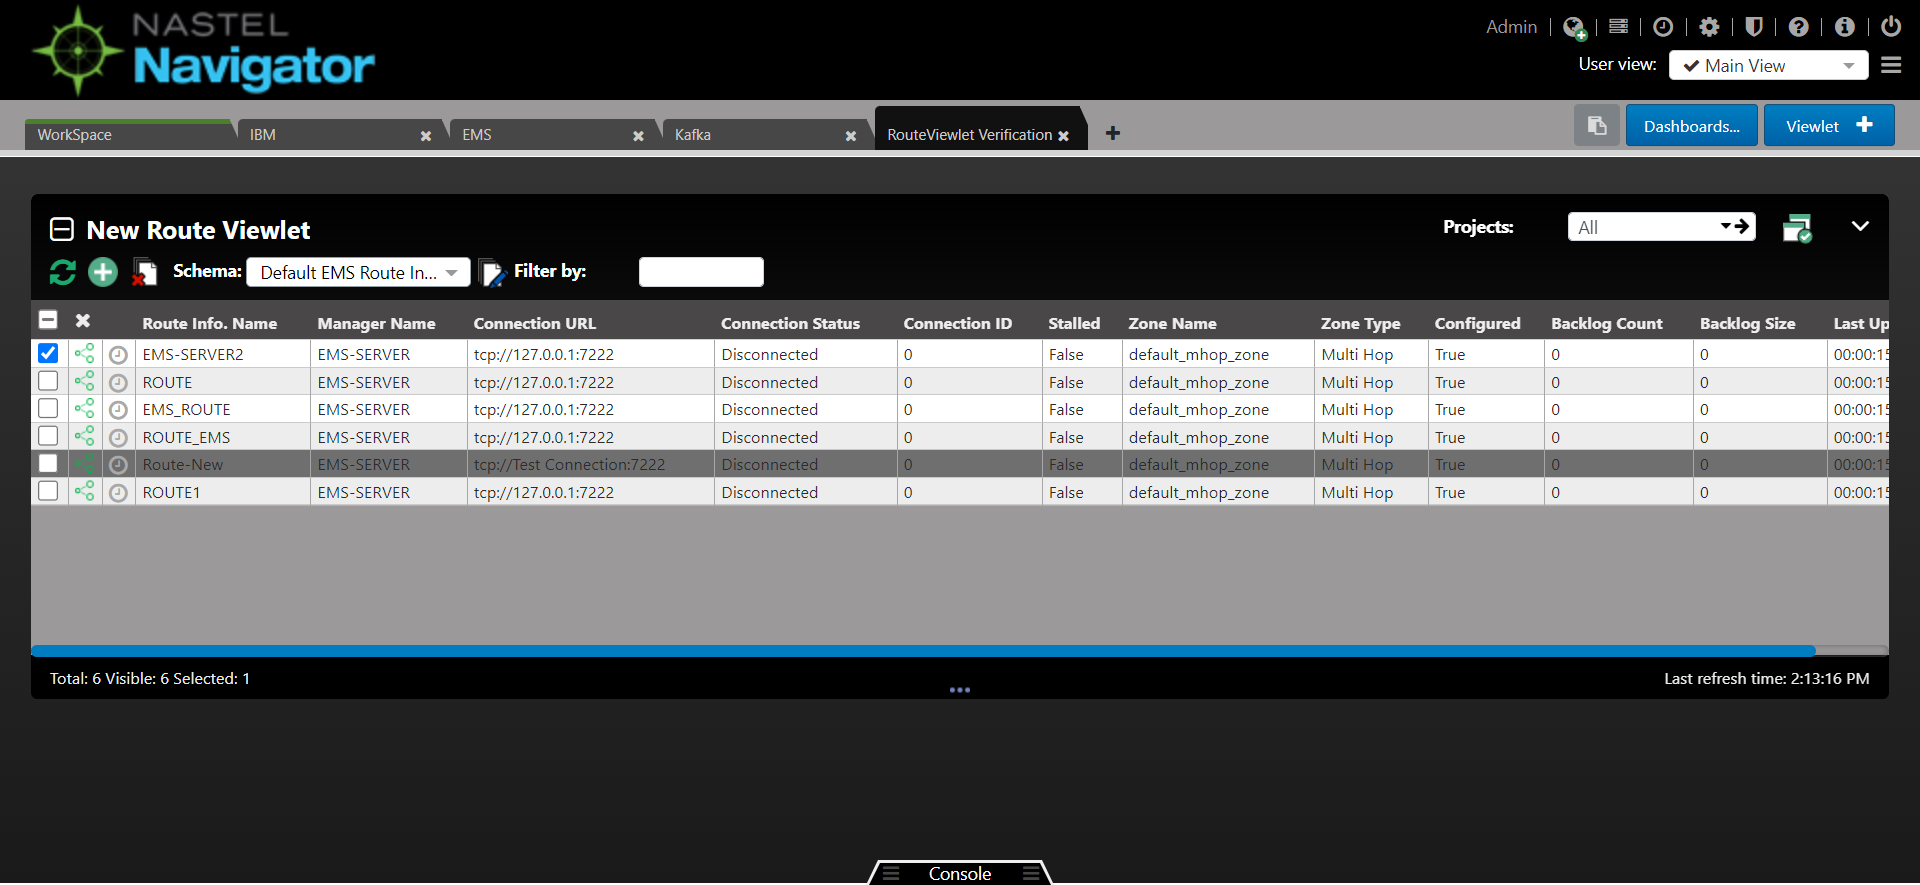 NASTEL
Navigator
Admin
User view: Main View
WorkSpace IBM EMS Kafka RouteViewlet Verification
Dashboards... Viewlet
New Route Viewlet
Projects: All
Schema: Default EMS Route In... Filter by:
Route Info. Name Manager Name Connection URL Connection Status Connection ID Stalled Zone Name Zone Type Configured Backlog Count Backlog Size Last Up
EMS-SERVER2 EMS-SERVER tcp://127.0.0.1:7222 Disconnected 0 False default_mhop_zone Multi Hop True 0 0 00:00:15
ROUTE EMS-SERVER tcp://127.0.0.1:7222 Disconnected 0 False default_mhop_zone Multi Hop True 0 0 00:00:15
EMS_ROUTE EMS-SERVER tcp://127.0.0.1:7222 Disconnected 0 False default_mhop_zone Multi Hop True 0 0 00:00:15
ROUTE_EMS EMS-SERVER tcp://127.0.0.1:7222 Disconnected 0 False default_mhop_zone Multi Hop True 0 0 00:00:15
Route-New EMS-SERVER tcp://Test Connection:7222 Disconnected 0 False default_mhop_zone Multi Hop True 0 0 00:00:15
ROUTE1 EMS-SERVER tcp://127.0.0.1:7222 Disconnected 0 False default_mhop_zone Multi Hop True 0 0 00:00:15
Total: 6 Visible: 6 Selected: 1
Last refresh time: 2:13:16 PM
Console